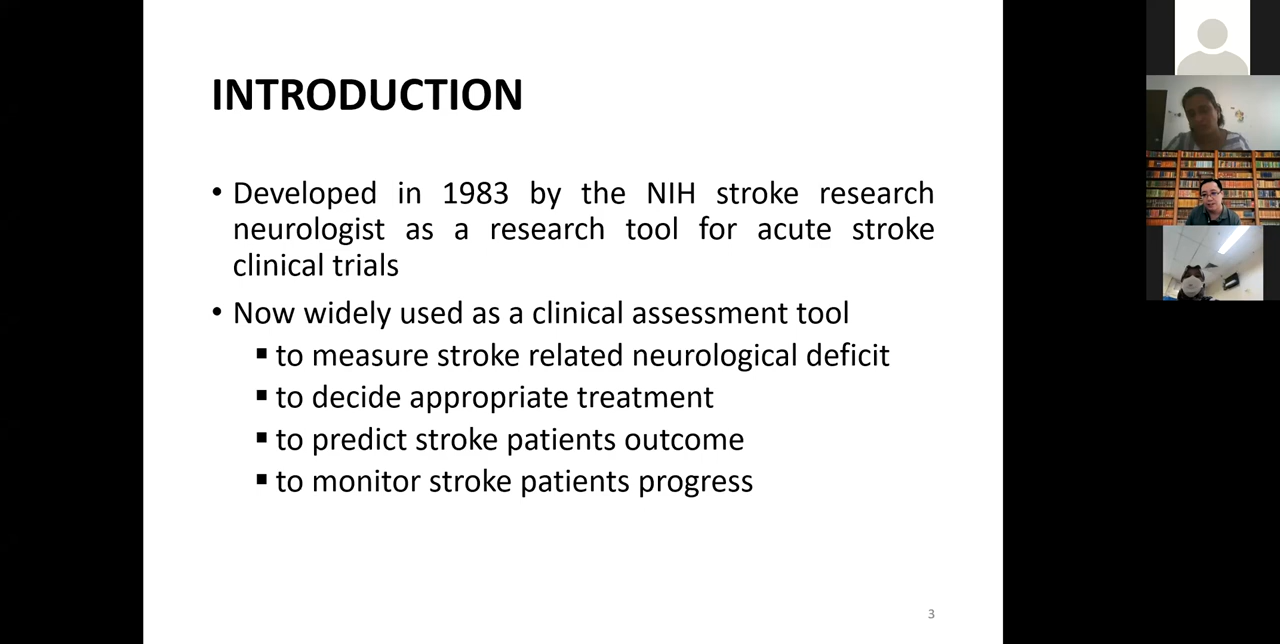 INTRODUCTION
• Developed in 1983 by the NIH stroke research
neurologist as a research tool for acute stroke
clinical trials
• Now widely used as a clinical assessment tool
▪ to measure stroke related neurological deficit
▪ to decide appropriate treatment
▪ to predict stroke patients outcome
▪ to monitor stroke patients progress
3